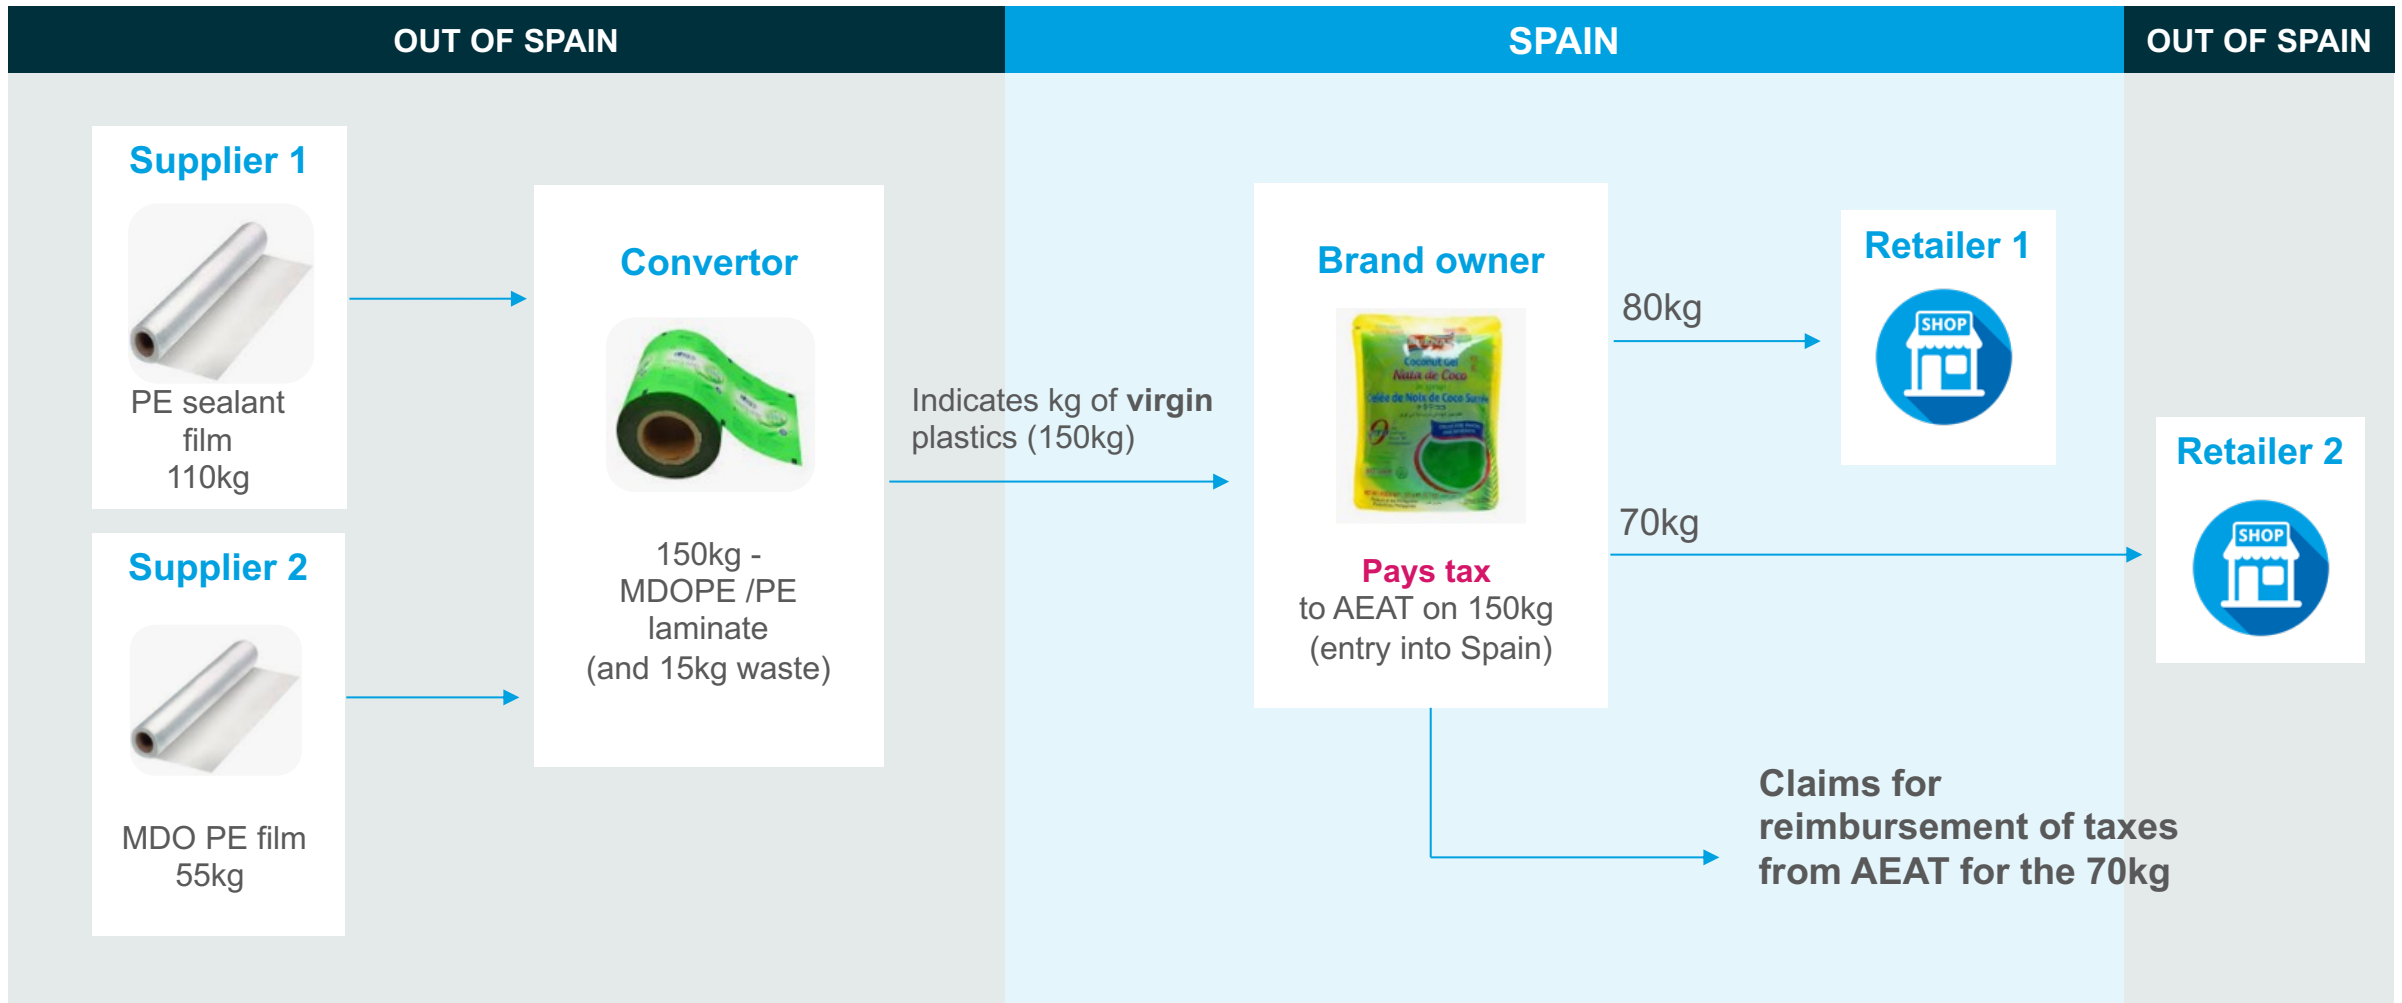 OUT OF SPAIN
SPAIN
OUT OF SPAIN
Supplier 1
PE sealant
film
110kg
Supplier 2
MDO PE film
55kg
Convertor
150kg -
MDOPE /PE
laminate
(and 15kg waste)
Indicates kg of virgin
plastics (150kg)
Brand owner
Coconut Gel
Nata de Coco
Pays tax
to AEAT on 150kg
(entry into Spain)
80kg
70kg
Retailer 1
SHOP
Retailer 2
SHOP
Claims for
reimbursement of taxes
from AEAT for the 70kg